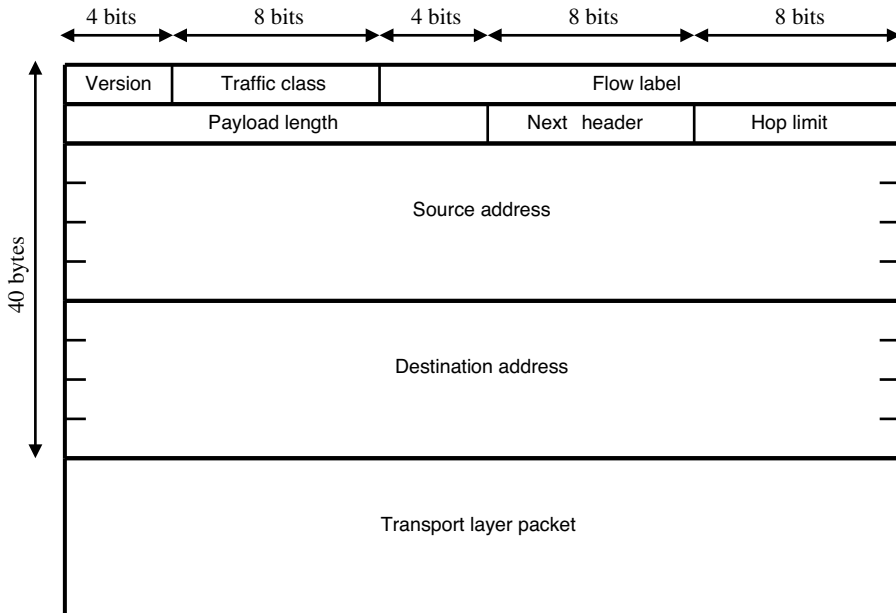 4 bits 8 bits 4 bits 8 bits 8 bits
Version Traffic class Flow label
Payload length Next header Hop limit
Source address
40 bytes
Destination address
Transport layer packet